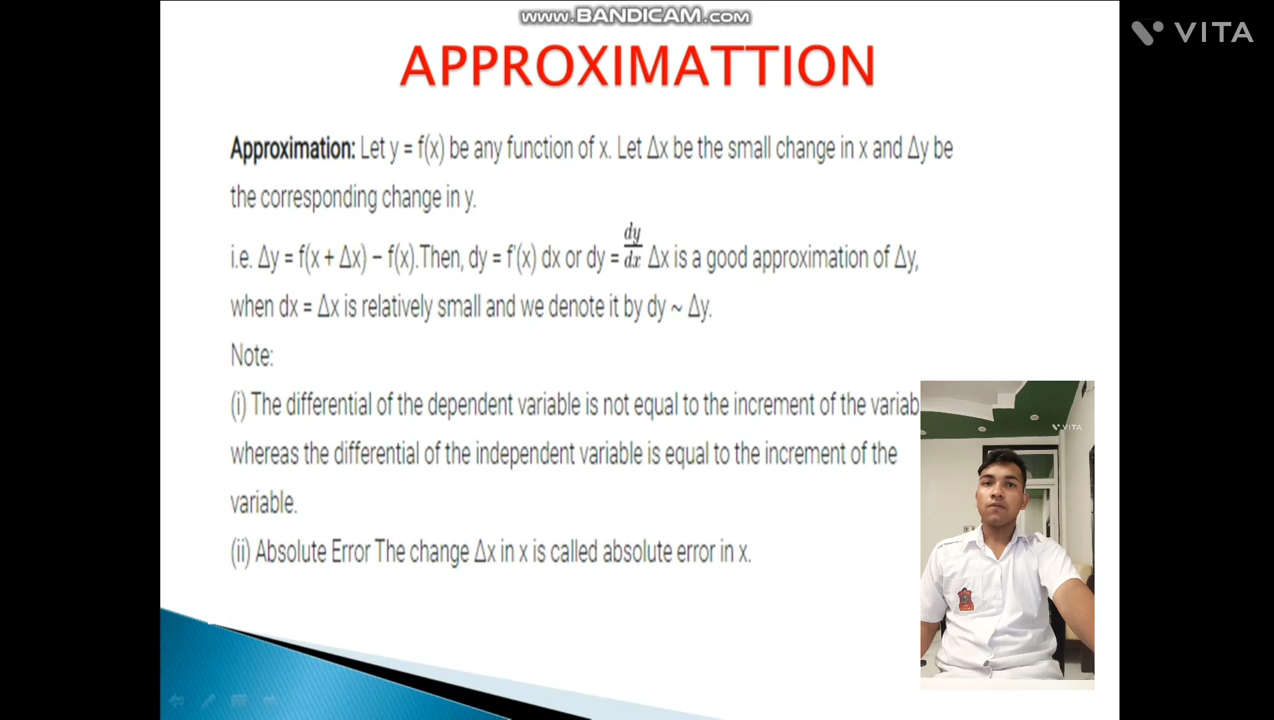 www.BANDICAM.com
VITA
APPROXIMATTION
Approximation: Let y = f(x) be any function of x. Let Δx be the small change in x and Δy be
the corresponding change in y.
i.e. Δy = f(x + Δx) – f(x).Then, dy = f'(x) dx or dy = dy/dx Δx is a good approximation of Δy,
when dx = Δx is relatively small and we denote it by dy ~ Δy.
Note:
(i) The differential of the dependent variable is not equal to the increment of the variab
whereas the differential of the independent variable is equal to the increment of the
variable.
(ii) Absolute Error The change Δx in x is called absolute error in x.
VITA